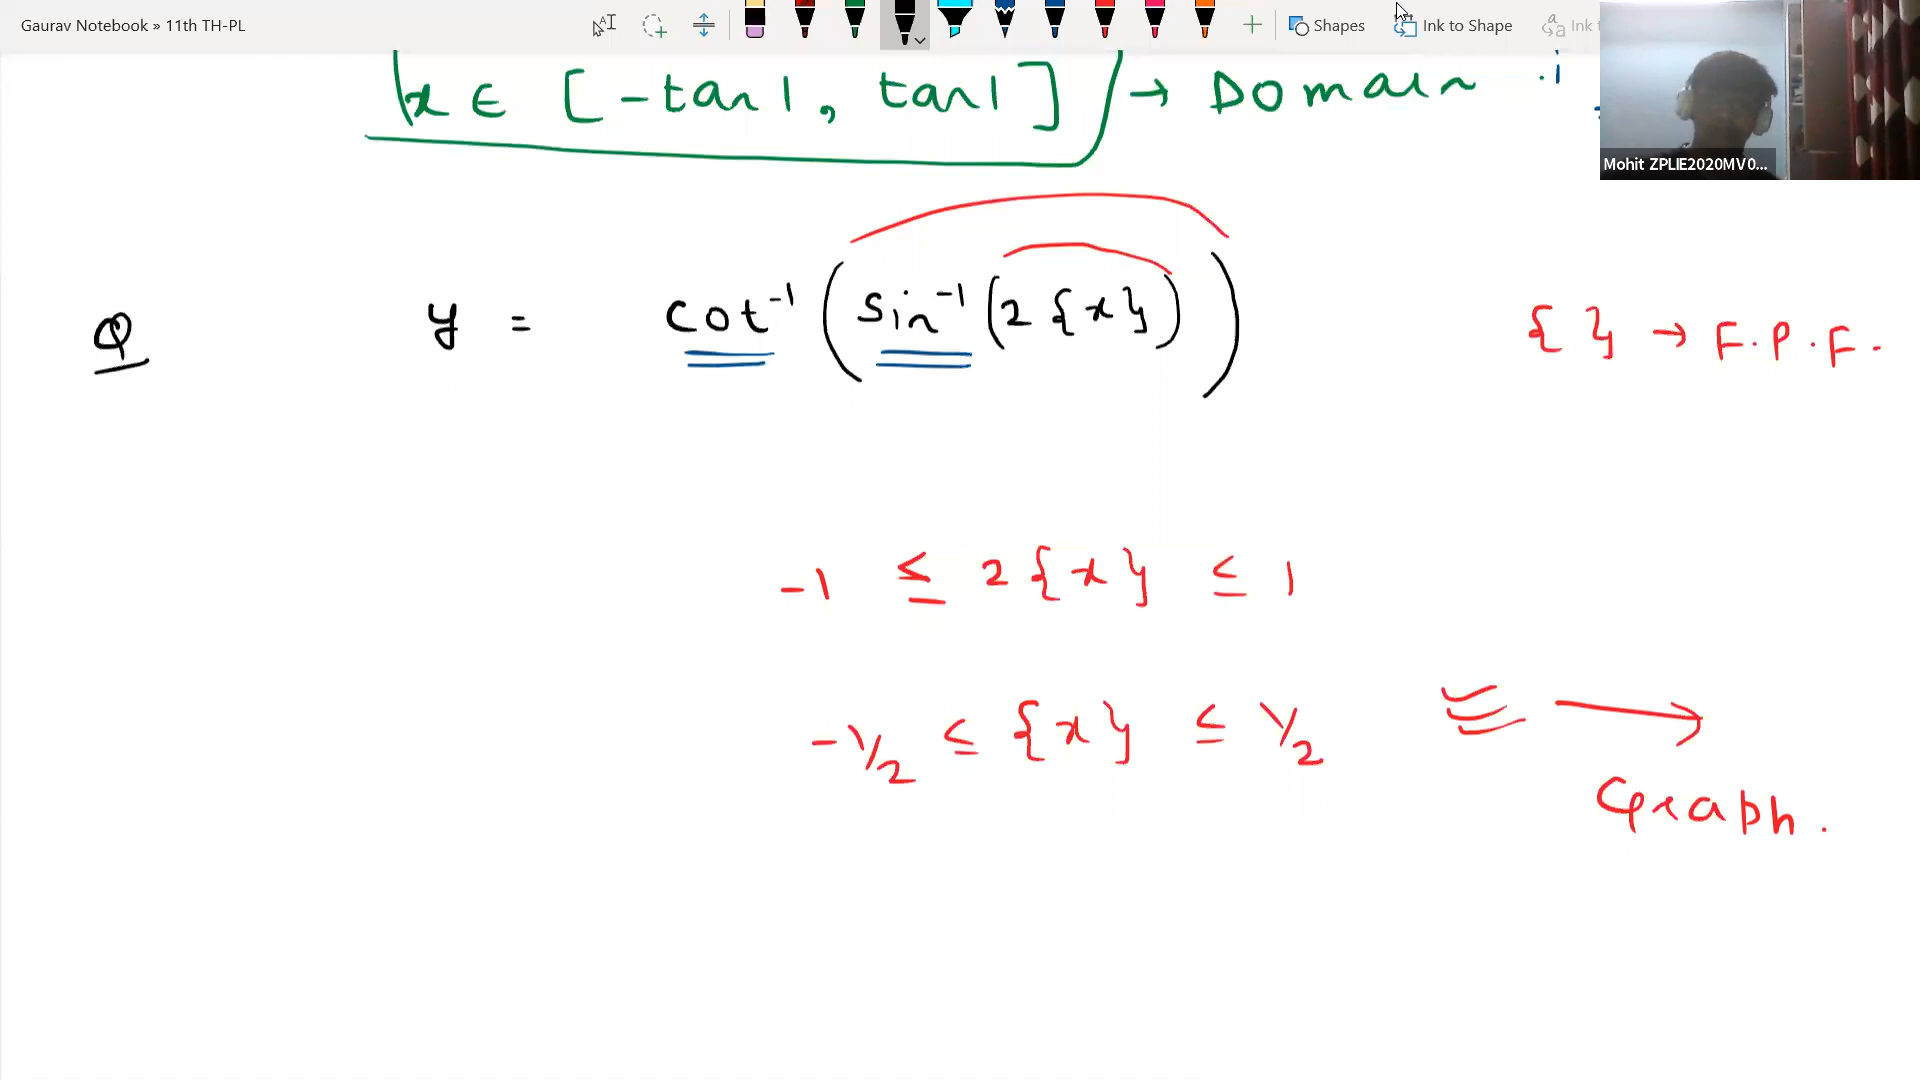 Gaurav Notebook » 11th TH-PL
Shapes Ink to Shape Ink
x ∈ [-tan1, tan1] → Domain
Mohit ZPLIE2020MV0...
Q y = cot⁻¹(sin⁻¹(2{x})) { } → F.P.F.
-1 ≤ 2{x} ≤ 1
-1/2 ≤ {x} ≤ 1/2 →
Graph.